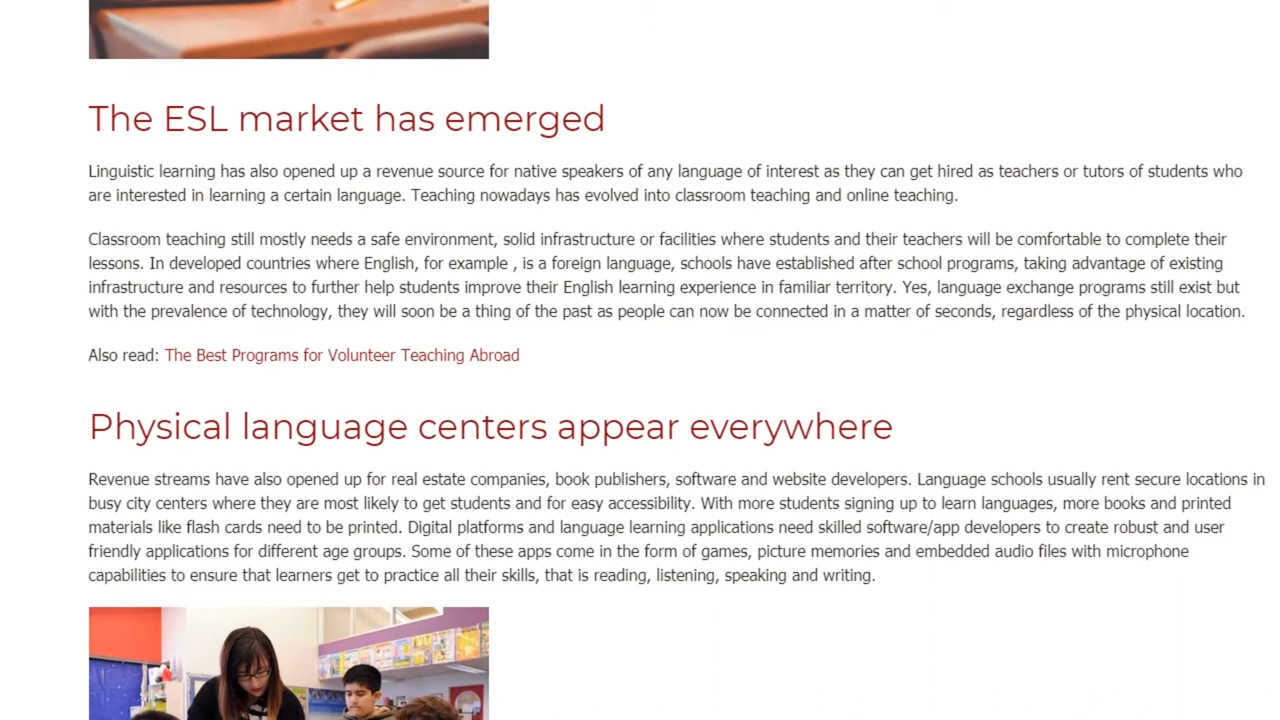 The ESL market has emerged
Linguistic learning has also opened up a revenue source for native speakers of any language of interest as they can get hired as teachers or tutors of students who
are interested in learning a certain language. Teaching nowadays has evolved into classroom teaching and online teaching.
Classroom teaching still mostly needs a safe environment, solid infrastructure or facilities where students and their teachers will be comfortable to complete their
lessons. In developed countries where English, for example , is a foreign language, schools have established after school programs, taking advantage of existing
infrastructure and resources to further help students improve their English learning experience in familiar territory. Yes, language exchange programs still exist but
with the prevalence of technology, they will soon be a thing of the past as people can now be connected in a matter of seconds, regardless of the physical location.
Also read: The Best Programs for Volunteer Teaching Abroad
Physical language centers appear everywhere
Revenue streams have also opened up for real estate companies, book publishers, software and website developers. Language schools usually rent secure locations in
busy city centers where they are most likely to get students and for easy accessibility. With more students signing up to learn languages, more books and printed
materials like flash cards need to be printed. Digital platforms and language learning applications need skilled software/app developers to create robust and user
friendly applications for different age groups. Some of these apps come in the form of games, picture memories and embedded audio files with microphone
capabilities to ensure that learners get to practice all their skills, that is reading, listening, speaking and writing.